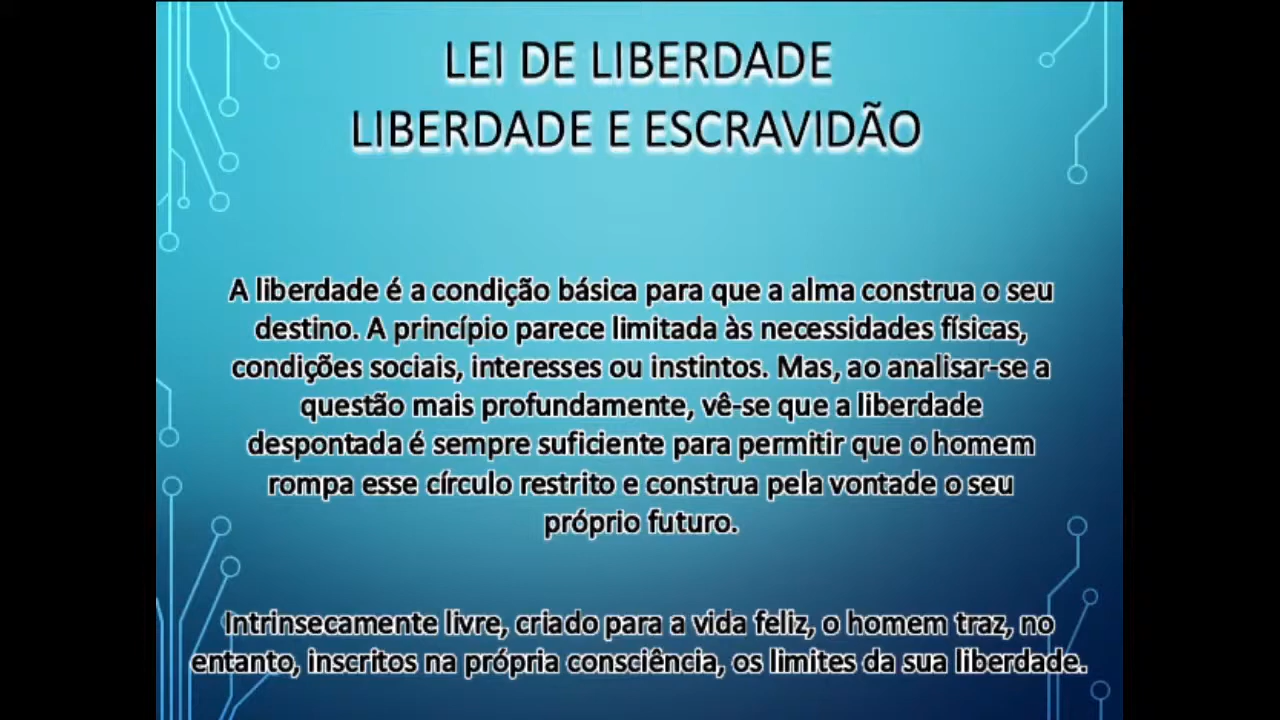 LEI DE LIBERDADE
LIBERDADE E ESCRAVIDÃO
A liberdade é a condição básica para que a alma construa o seu
destino. A princípio parece limitada às necessidades físicas,
condições sociais, interesses ou instintos. Mas, ao analisar-se a
questão mais profundamente, vê-se que a liberdade
despontada é sempre suficiente para permitir que o homem
rompa esse círculo restrito e construa pela vontade o seu
próprio futuro.
Intrinsecamente livre, criado para a vida feliz, o homem traz, no
entanto, inscritos na própria consciência, os limites da sua liberdade.